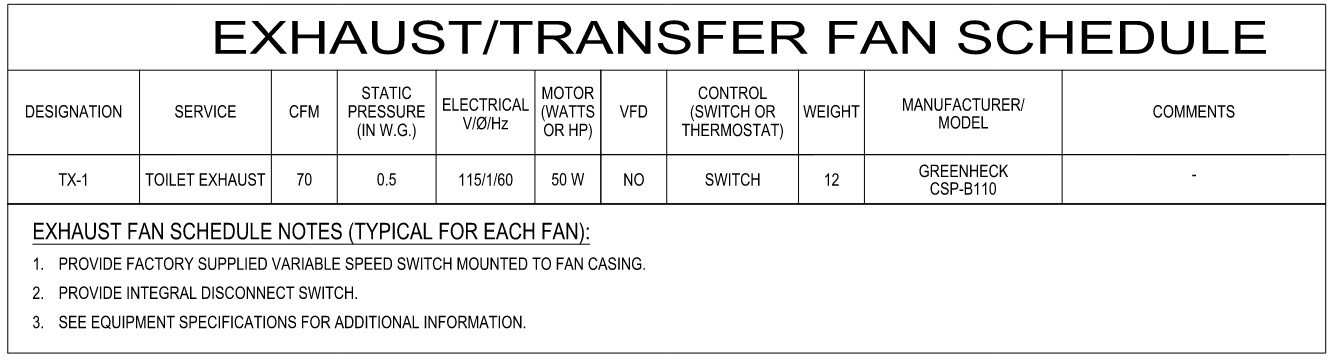 EXHAUST/TRANSFER FAN SCHEDULE
DESIGNATION
SERVICE
CFM
STATIC
PRESSURE
(IN W.G.)
ELECTRICAL
V/Ø/Hz
MOTOR
(WATTS
OR HP)
VFD
CONTROL
(SWITCH OR
THERMOSTAT)
WEIGHT
MANUFACTURER/
MODEL
COMMENTS
TX-1
TOILET EXHAUST
70
0.5
115/1/60
50 W
NO
SWITCH
12
GREENHECK
CSP-B110
-
EXHAUST FAN SCHEDULE NOTES (TYPICAL FOR EACH FAN):
1. PROVIDE FACTORY SUPPLIED VARIABLE SPEED SWITCH MOUNTED TO FAN CASING.
2. PROVIDE INTEGRAL DISCONNECT SWITCH.
3. SEE EQUIPMENT SPECIFICATIONS FOR ADDITIONAL INFORMATION.